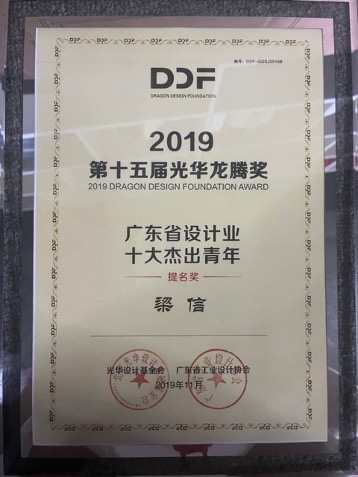 DDF
DRAGON DESIGN FOUNDATION
2019
第十五届光华龙腾奖
2019 DRAGON DESIGN FOUNDATION AWARD
广东省设计业
十大杰出青年
提名奖
梁信
光华设计基金会 广东省工业设计协会
2019年11月